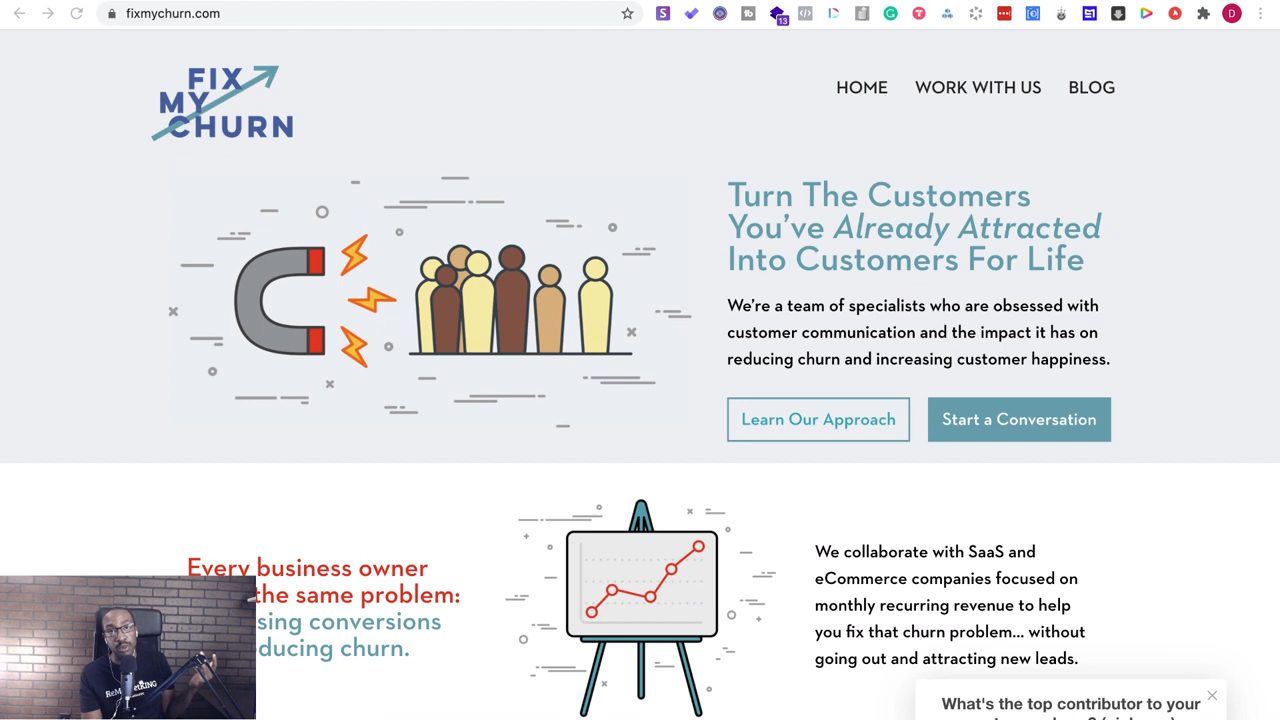 fixmychurn.com
13
FIX
MY
CHURN
HOME WORK WITH US BLOG
Turn The Customers
You've Already Attracted
Into Customers For Life
We're a team of specialists who are obsessed with
customer communication and the impact it has on
reducing churn and increasing customer happiness.
Learn Our Approach Start a Conversation
Every business owner
the same problem:
sing conversions
ducing churn.
We collaborate with SaaS and
eCommerce companies focused on
monthly recurring revenue to help
you fix that churn problem... without
going out and attracting new leads.
What's the top contributor to your